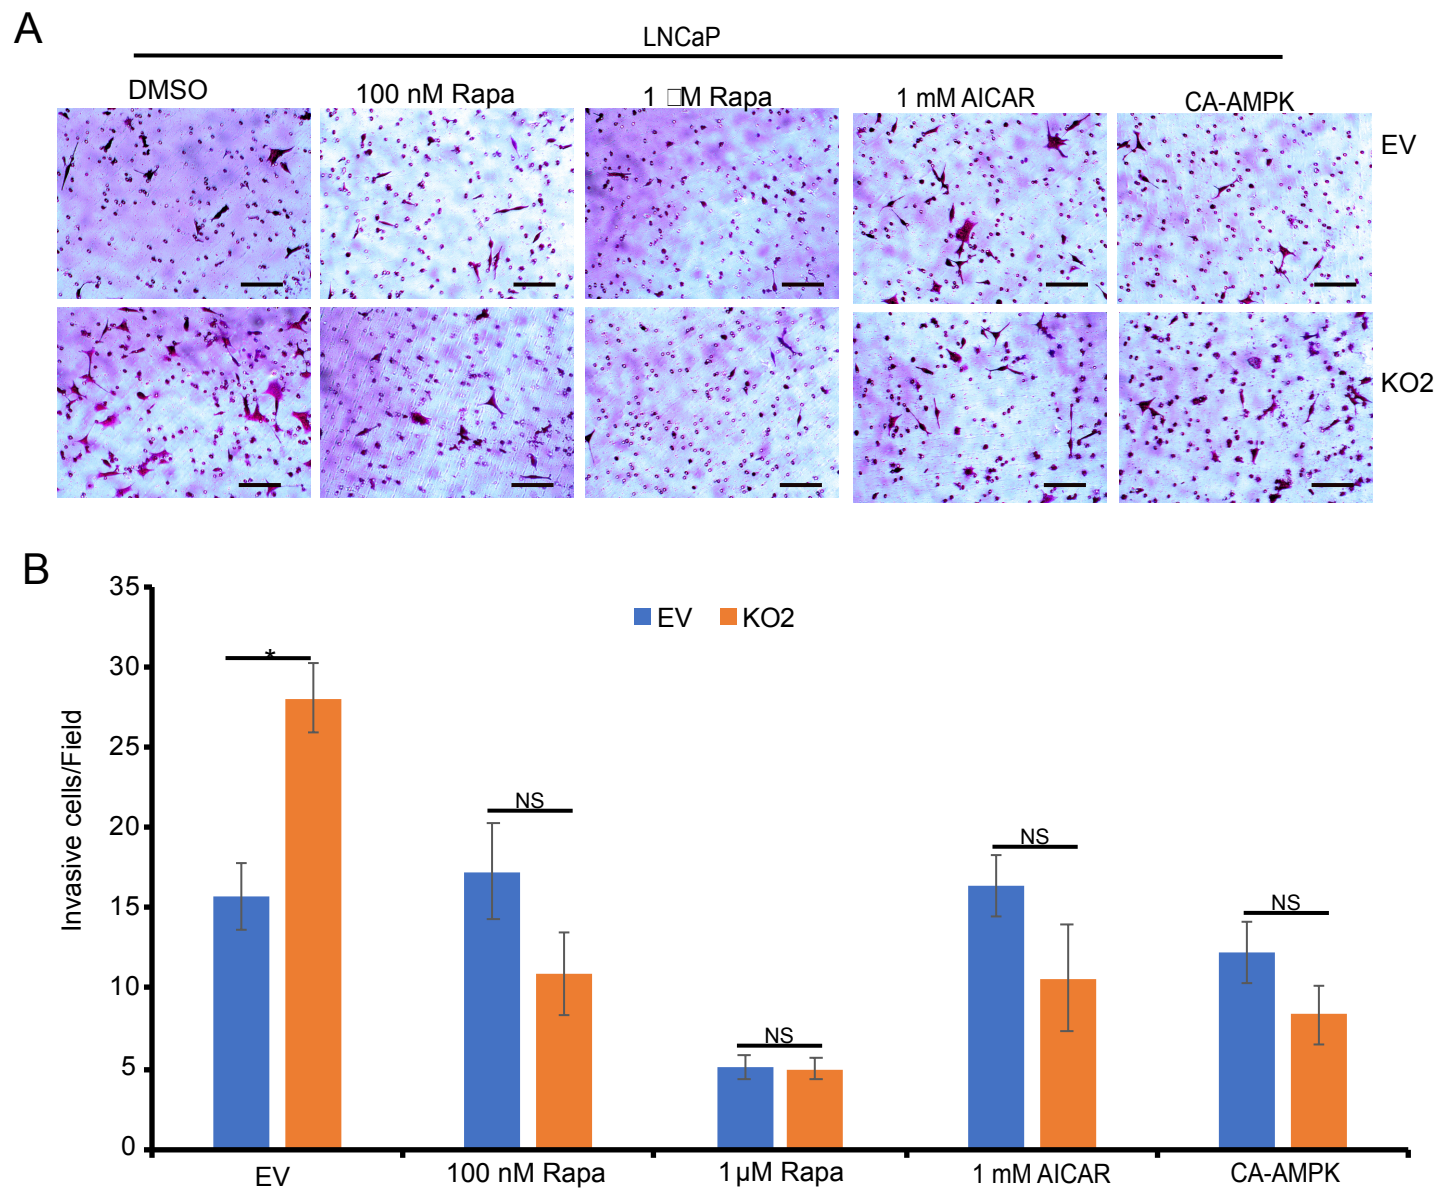 A
LNCaP
DMSO
100 nM Rapa
1 □M Rapa
1 mM AICAR
CA-AMPK
EV
KO2
B
35
30
25
20
15
10
5
0
Invasive cells/Field
EV
KO2
*
NS
NS
NS
NS
EV
100 nM Rapa
1 µM Rapa
1 mM AICAR
CA-AMPK